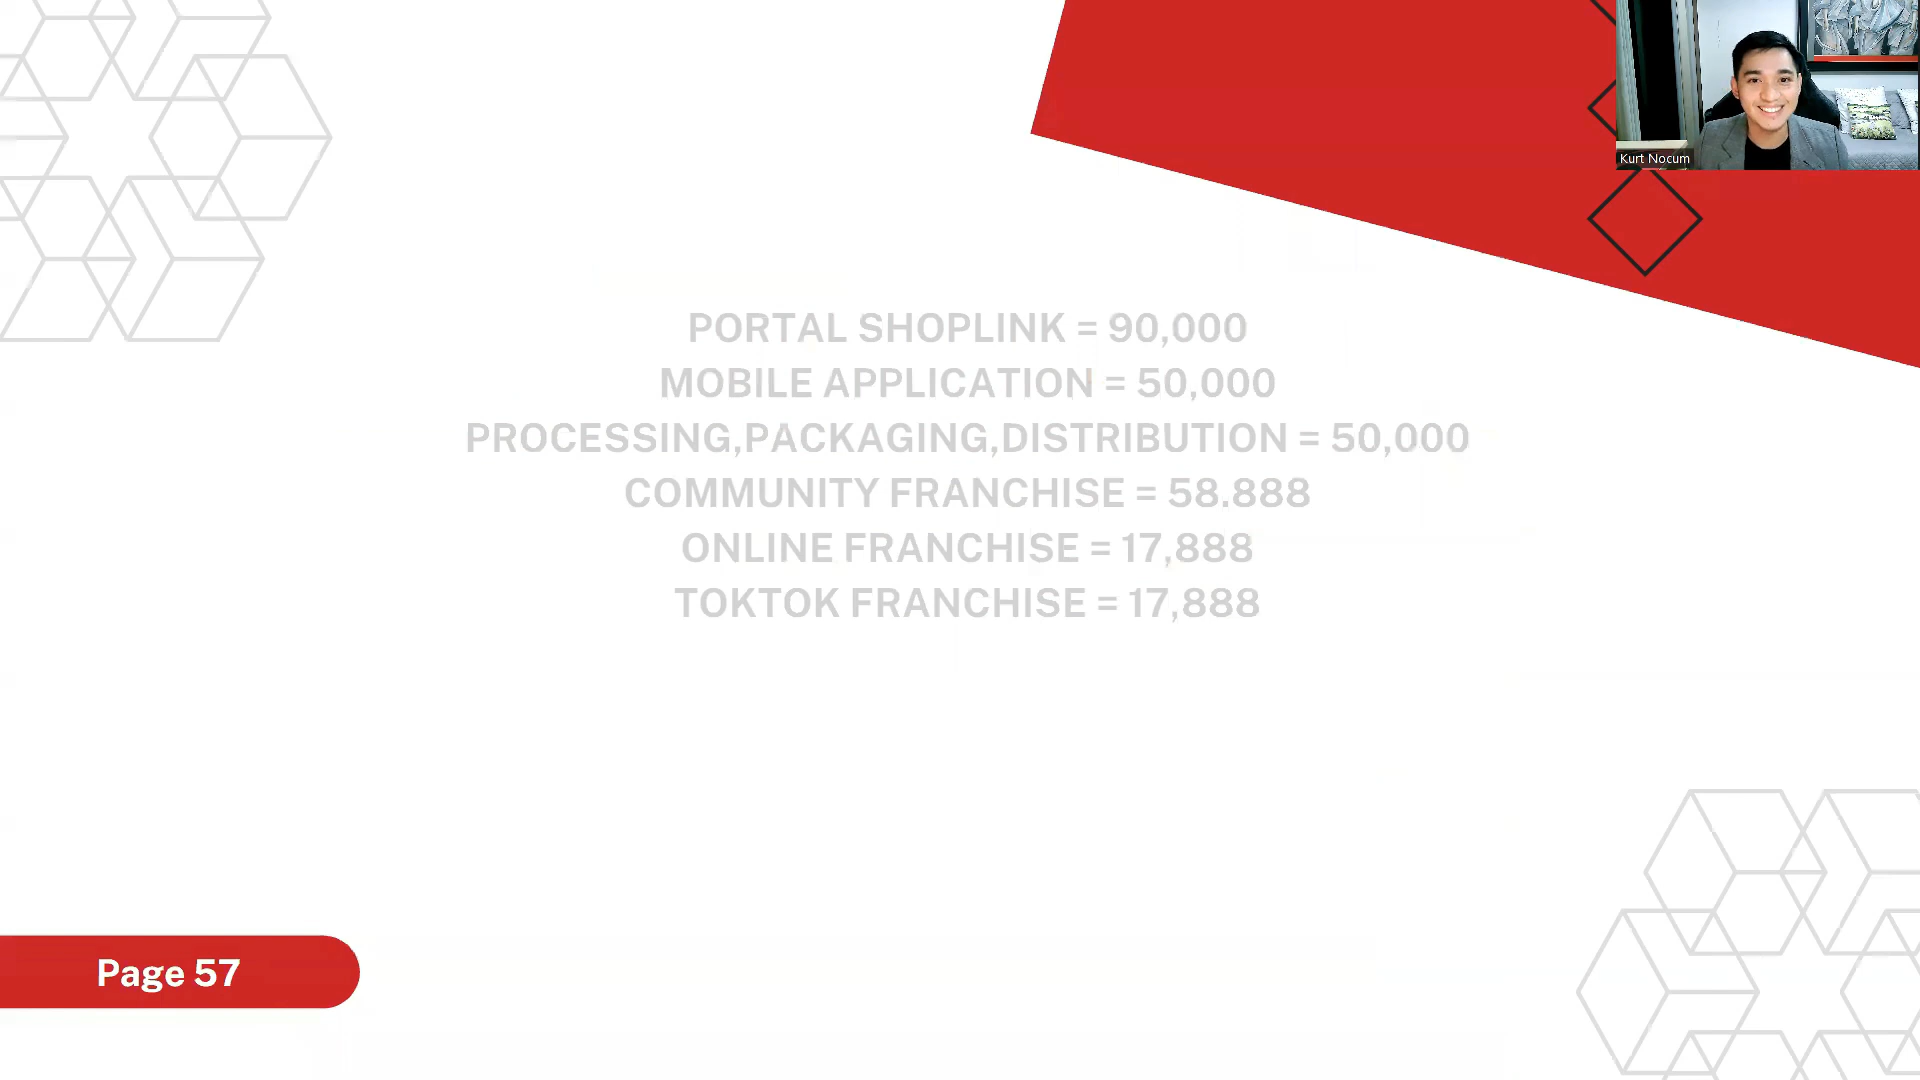 Kurt Nocum
PORTAL SHOPLINK = 90,000
MOBILE APPLICATION = 50,000
PROCESSING,PACKAGING,DISTRIBUTION = 50,000
COMMUNITY FRANCHISE = 58.888
ONLINE FRANCHISE = 17,888
TOKTOK FRANCHISE = 17,888
Page 57